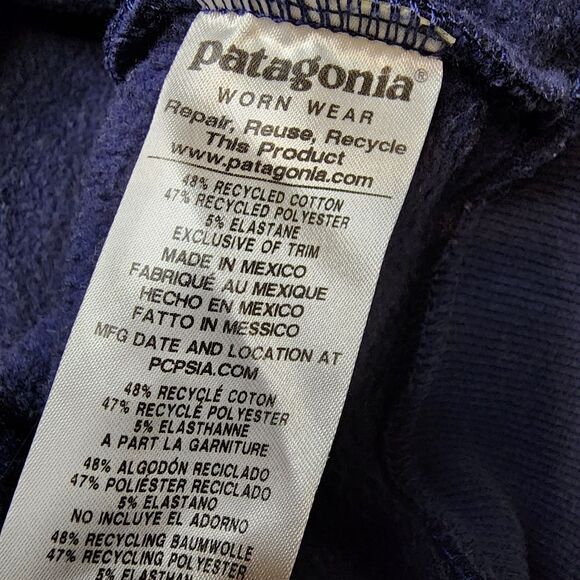 patagonia®
WORN WEAR
Repair, Reuse, Recycle
This Product
www.patagonia.com
48% RECYCLED COTTON
47% RECYCLED POLYESTER
5% ELASTANE
EXCLUSIVE OF TRIM
MADE IN MEXICO
FABRIQUÉ AU MEXIQUE
HECHO EN MEXICO
FATTO IN MESSICO
MFG DATE AND LOCATION AT
PCPSIA.COM
48% RECYCLÉ COTON
47% RECYCLÉ POLYESTER
5% ELASTHANNE
A PART LA GARNITURE
48% ALGODÓN RECICLADO
47% POLIÉSTER RECICLADO
5% ELASTANO
NO INCLUYE EL ADORNO
48% RECYCLING BAUMWOLLE
47% RECYCLING POLYESTER
5% ELASTHAN